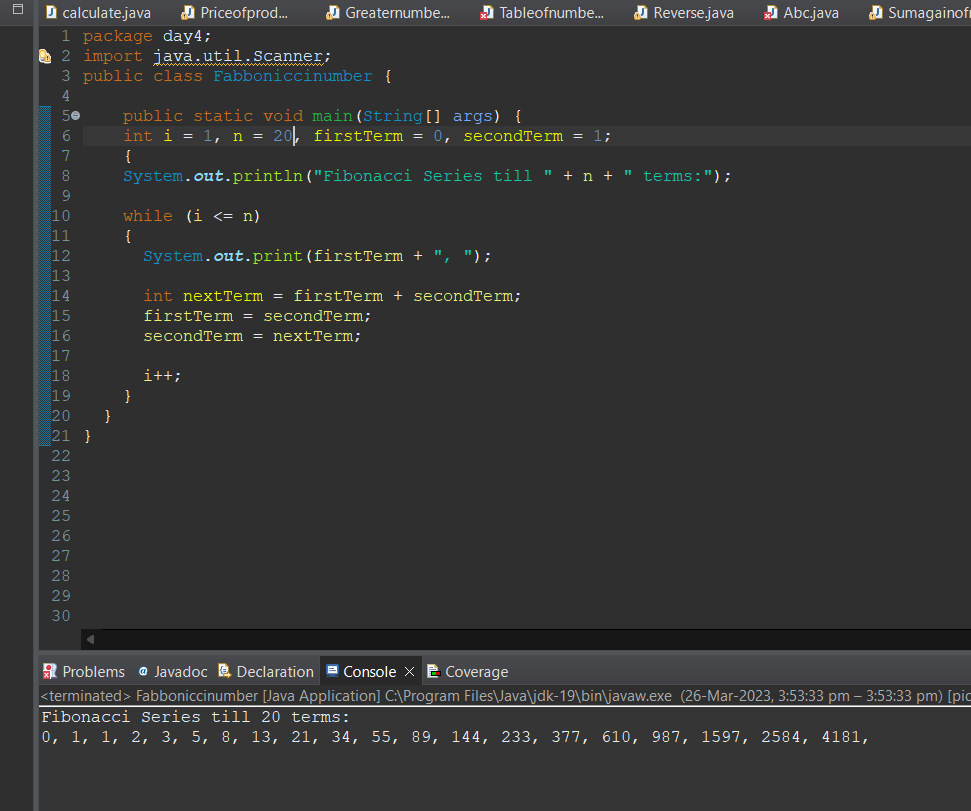 calculate.java Priceofprod... Greaternumbe... Tableofnumbe... Reverse.java Abc.java Sumagainof
1 package day4;
2 import java.util.Scanner;
3 public class Fabboniccinumber {
4
5 public static void main(String[] args) {
6 int i = 1, n = 20, firstTerm = 0, secondTerm = 1;
7 {
8 System.out.println("Fibonacci Series till " + n + " terms:");
9
10 while (i <= n)
11 {
12 System.out.print(firstTerm + ", ");
13
14 int nextTerm = firstTerm + secondTerm;
15 firstTerm = secondTerm;
16 secondTerm = nextTerm;
17
18 i++;
19 }
20 }
21 }
22
23
24
25
26
27
28
29
30
Problems @ Javadoc Declaration Console Coverage
<terminated> Fabboniccinumber [Java Application] C:\Program Files\Java\jdk-19\bin\javaw.exe (26-Mar-2023, 3:53:33 pm – 3:53:33 pm) [pic
Fibonacci Series till 20 terms:
0, 1, 1, 2, 3, 5, 8, 13, 21, 34, 55, 89, 144, 233, 377, 610, 987, 1597, 2584, 4181,